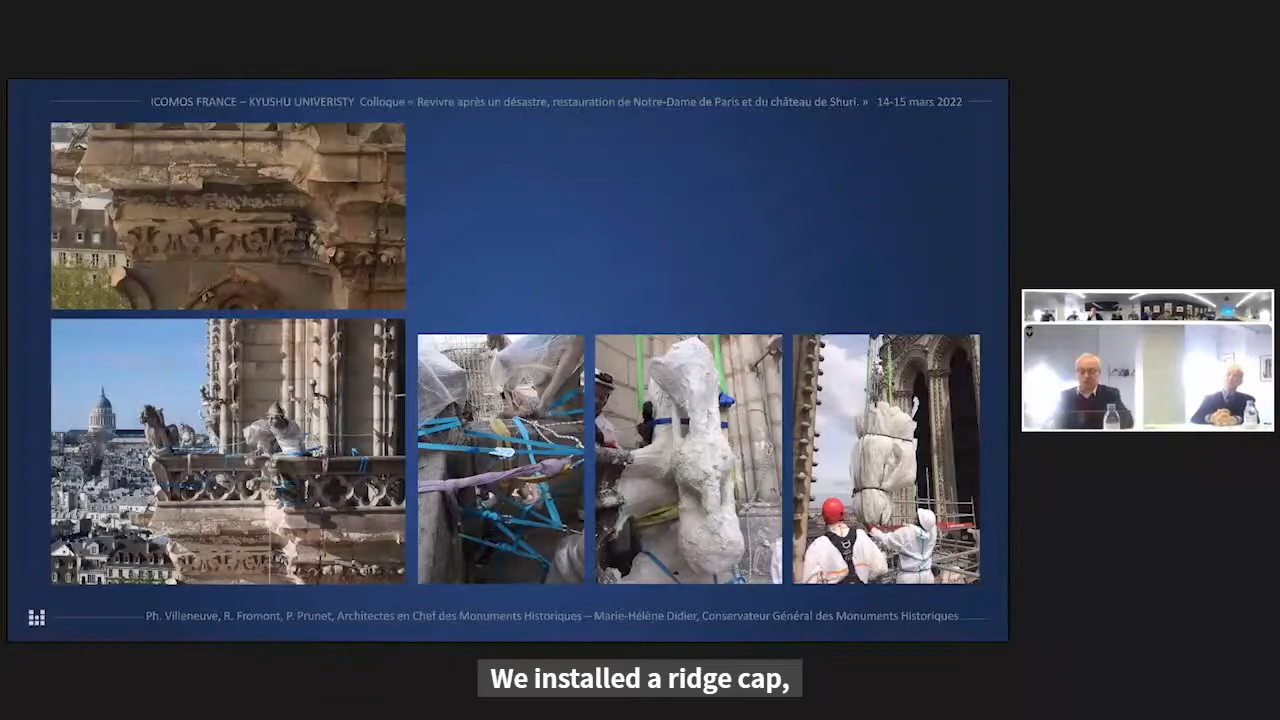 ICOMOS FRANCE – KYUSHU UNIVERISTY Colloque « Revivre après un désastre, restauration de Notre-Dame de Paris et du château de Shuri. » 14-15 mars 2022
Ph. Villeneuve, R. Fromont, P. Prunet, Architectes en Chef des Monuments Historiques – Marie-Hélène Didier, Conservateur Général des Monuments Historiques
We installed a ridge cap,